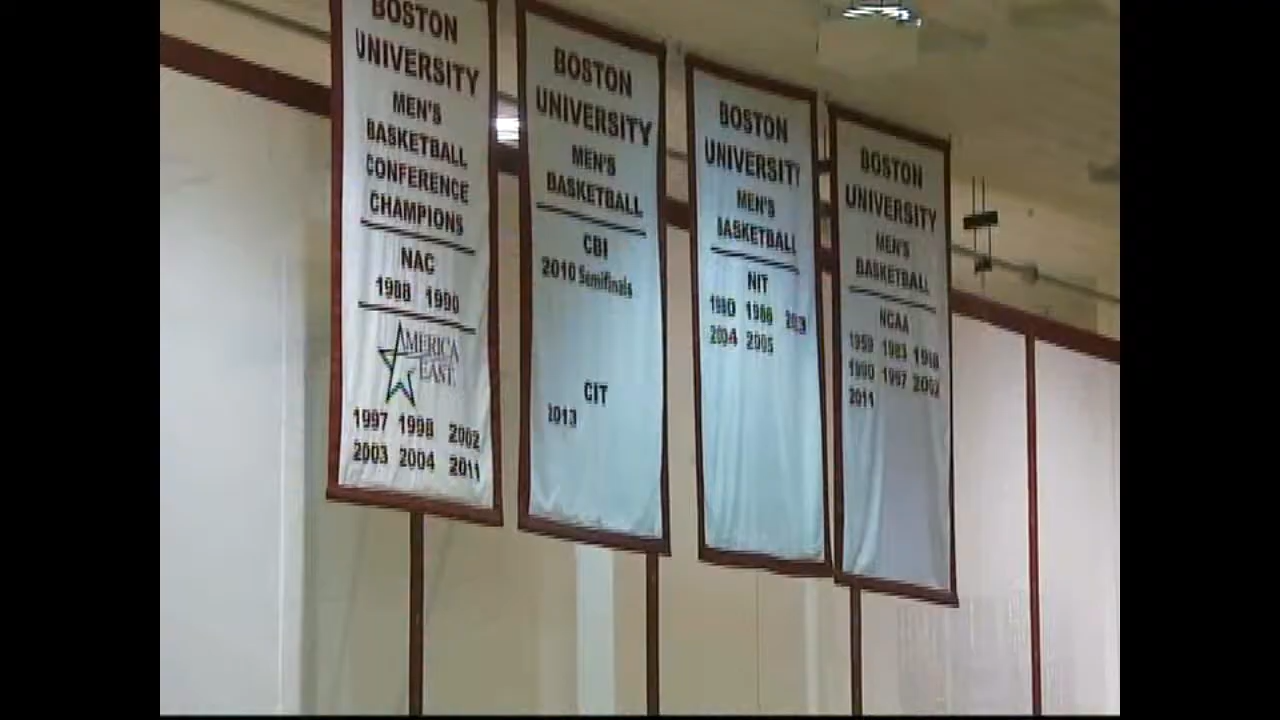 BOSTON
UNIVERSITY
MEN'S
BASKETBALL
CONFERENCE
CHAMPIONS
NAC
1988 1990
AMERICA
EAST
1997 1998 2002
2003 2004 2011
BOSTON
UNIVERSITY
MEN'S
BASKETBALL
CBI
2010 Semifinals
CIT
2013
BOSTON
UNIVERSITY
MEN'S
BASKETBALL
NIT
1980 1986 2003
2004 2005
BOSTON
UNIVERSITY
MEN'S
BASKETBALL
NCAA
1959 1983 1988
1990 1997 2002
2011